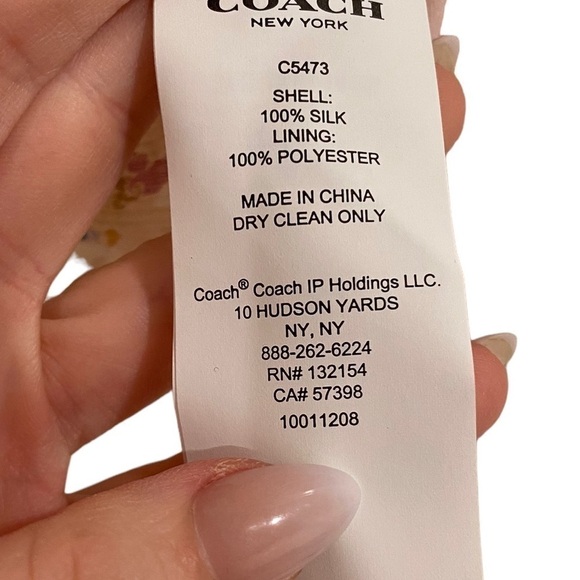 COACH
NEW YORK
C5473
SHELL:
100% SILK
LINING:
100% POLYESTER
MADE IN CHINA
DRY CLEAN ONLY
Coach® Coach IP Holdings LLC.
10 HUDSON YARDS
NY, NY
888-262-6224
RN# 132154
CA# 57398
10011208